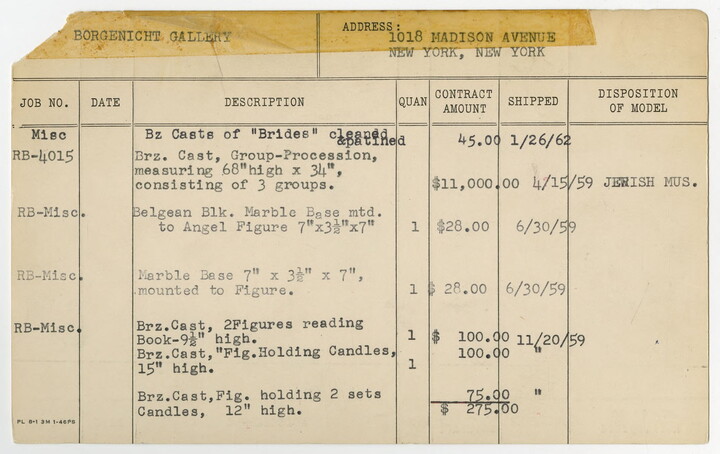 BORGENICHT GALLERY
ADDRESS:
1018 MADISON AVENUE
NEW YORK, NEW YORK
JOB NO. DATE DESCRIPTION QUAN CONTRACT AMOUNT SHIPPED DISPOSITION OF MODEL
Misc Bz Casts of "Brides" cleaned 45.00 1/26/62
&patined
RB-4015 Brz. Cast, Group-Procession,
measuring 68"high x 34",
consisting of 3 groups. $11,000.00 4/15/59 JEWISH MUS.
RB-Misc. Belgean Blk. Marble Base mtd.
to Angel Figure 7"x3½"x7" 1 $28.00 6/30/59
RB-Misc. Marble Base 7" x 3½" x 7",
mounted to Figure. 1 $ 28.00 6/30/59
RB-Misc. Brz.Cast, 2Figures reading
Book-9½" high. 1 $ 100.00 11/20/59
Brz.Cast,"Fig.Holding Candles," 100.00 "
15" high. 1
Brz.Cast,Fig. holding 2 sets 75.00 "
Candles, 12" high. $ 275.00
PL 8-1 3M 1-46PS